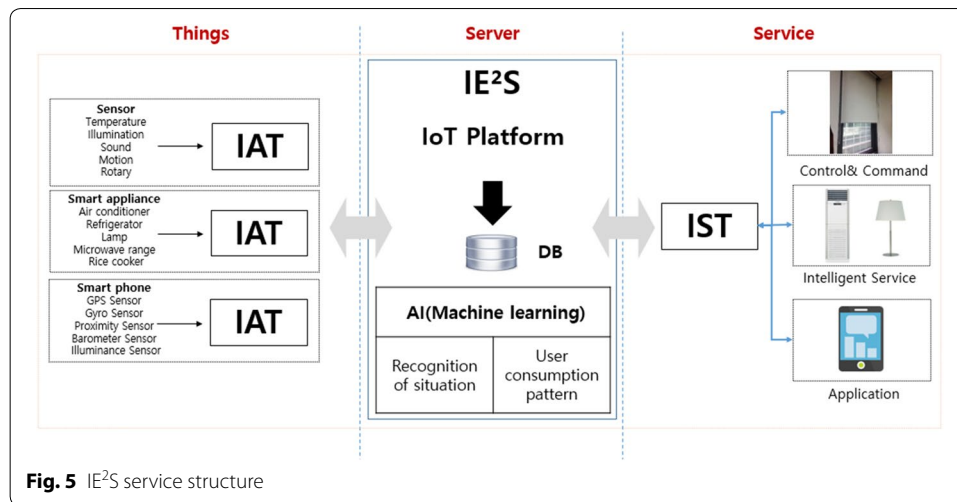 Things
Server
Service
Sensor
Temperature
Illumination
Sound
Motion
Rotary
IAT
Smart appliance
Air conditioner
Refrigerator
Lamp
Microwave range
Rice cooker
IAT
Smart phone
GPS Sensor
Gyro Sensor
Proximity Sensor
Barometer Sensor
Illuminance Sensor
IAT
IE²S
IoT Platform
DB
AI(Machine learning)
Recognition
of situation
User
consumption
pattern
IST
Control& Command
Intelligent Service
Application
Fig. 5 IE²S service structure